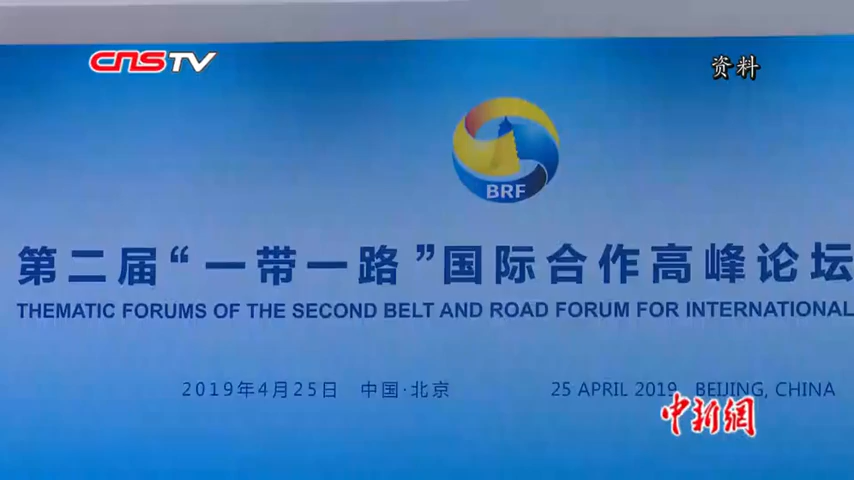 CNSTV
资料
BRF
第二届“一带一路”国际合作高峰论坛
THEMATIC FORUMS OF THE SECOND BELT AND ROAD FORUM FOR INTERNATIONAL
2019年4月25日 中国·北京 25 APRIL 2019 BEIJING, CHINA
中新網